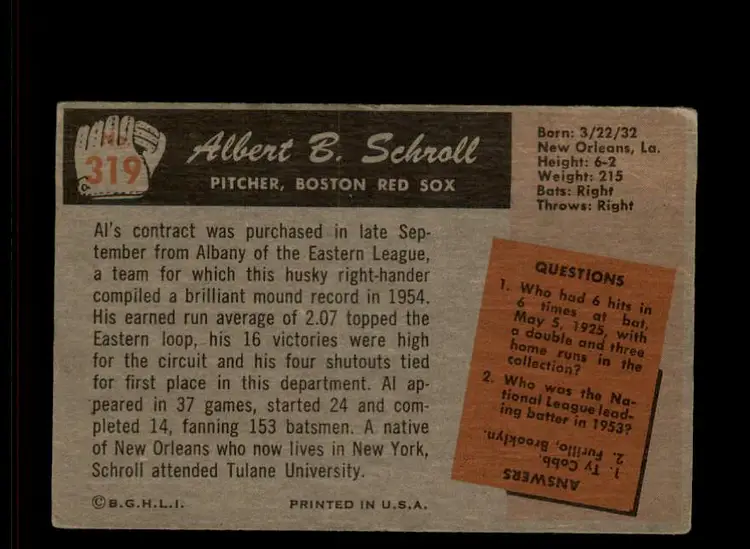 No.
319
Albert B. Schroll
PITCHER, BOSTON RED SOX
Born: 3/22/32
New Orleans, La.
Height: 6-2
Weight: 215
Bats: Right
Throws: Right
Al's contract was purchased in late Sep-
tember from Albany of the Eastern League,
a team for which this husky right-hander
compiled a brilliant mound record in 1954.
His earned run average of 2.07 topped the
Eastern loop, his 16 victories were high
for the circuit and his four shutouts tied
for first place in this department. Al ap-
peared in 37 games, started 24 and com-
pleted 14, fanning 153 batsmen. A native
of New Orleans who now lives in New York,
Schroll attended Tulane University.
QUESTIONS
1. Who had 6 hits in
6 times at bat,
May 5, 1925, with
a double and three
home runs in the
collection?
2. Who was the Na-
tional League lead-
ing batter in 1953?
ANSWERS
1. Ty Cobb.
2. Furillo, Brooklyn.
©B.G.H.L.I.
PRINTED IN U.S.A.